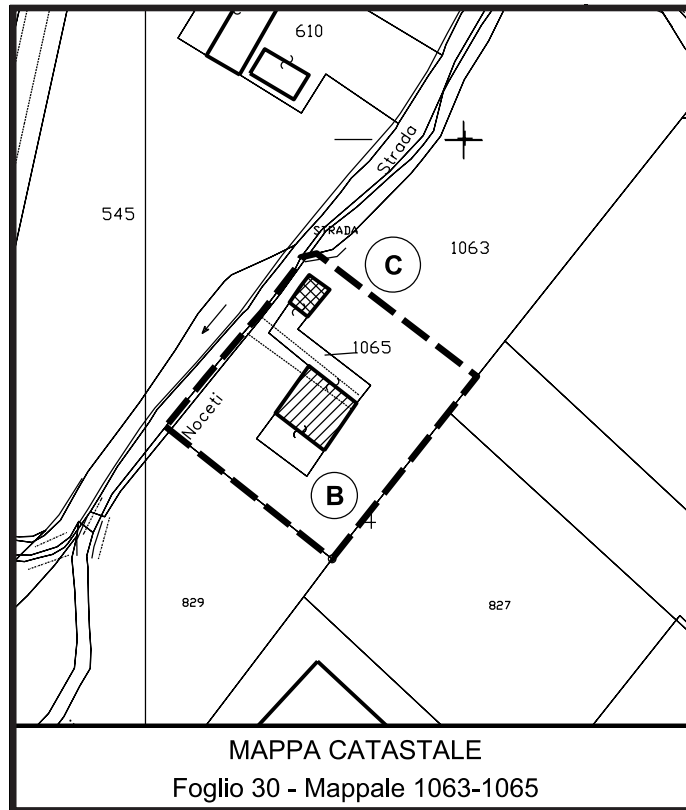 610
Strada
545
STRADA
1063
C
1065
Noceti
B
829
827
MAPPA CATASTALE
Foglio 30 - Mappale 1063-1065